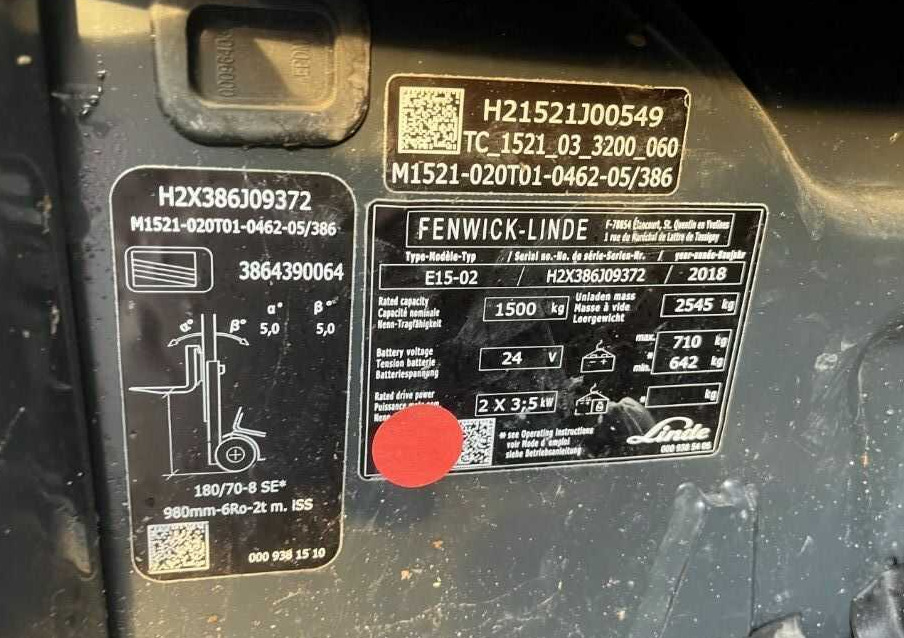 H21521J00549
TC_1521_03_3200_060
M1521-020T01-0462-05/386
H2X386J09372
M1521-020T01-0462-05/386
3864390064
α° β°
5,0 5,0
α° β°
180/70-8 SE*
980mm-6Ro-2t m. ISS
000 938 15 10
FENWICK-LINDE
F-78854 Élancourt, St. Quentin en Yvelines
1 rue du Maréchal de Lattre de Tassigny
Type-Modèle-Typ / Serial no.-No. de série-Serien-Nr. / year-année-Baujahr
E15-02 / H2X386J09372 / 2018
Rated capacity
Capacité nominale
Nenn-Tragfähigkeit
1500 kg
Unladen mass
Masse à vide
Leergewicht
2545 kg
Battery voltage
Tension batterie
Batteriespannung
24 V
max. 710 kg
*
min. 642 kg
Rated drive power
Puissance
2 X 3,5 kW
* kg
* see Operating instructions
voir Mode d'emploi
siehe Betriebsanleitung
Linde
000 938 54 05